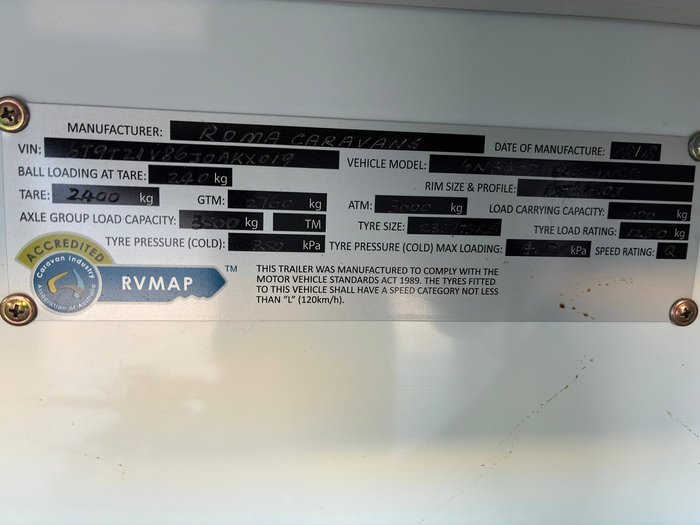 MANUFACTURER: ROMA CARAVANS DATE OF MANUFACTURE:
VIN: VEHICLE MODEL:
BALL LOADING AT TARE: 240 kg RIM SIZE & PROFILE:
TARE: 2400 kg GTM: 2760 kg ATM: 3000 kg LOAD CARRYING CAPACITY: 600 kg
AXLE GROUP LOAD CAPACITY: 3500 kg TM TYRE SIZE: TYRE LOAD RATING: 1250 kg
TYRE PRESSURE (COLD): 350 kPa TYRE PRESSURE (COLD) MAX LOADING: kPa SPEED RATING: Q
ACCREDITED
Caravan Industry
Association of Australia
RVMAP TM
THIS TRAILER WAS MANUFACTURED TO COMPLY WITH THE
MOTOR VEHICLE STANDARDS ACT 1989. THE TYRES FITTED
TO THIS VEHICLE SHALL HAVE A SPEED CATEGORY NOT LESS
THAN "L" (120km/h).